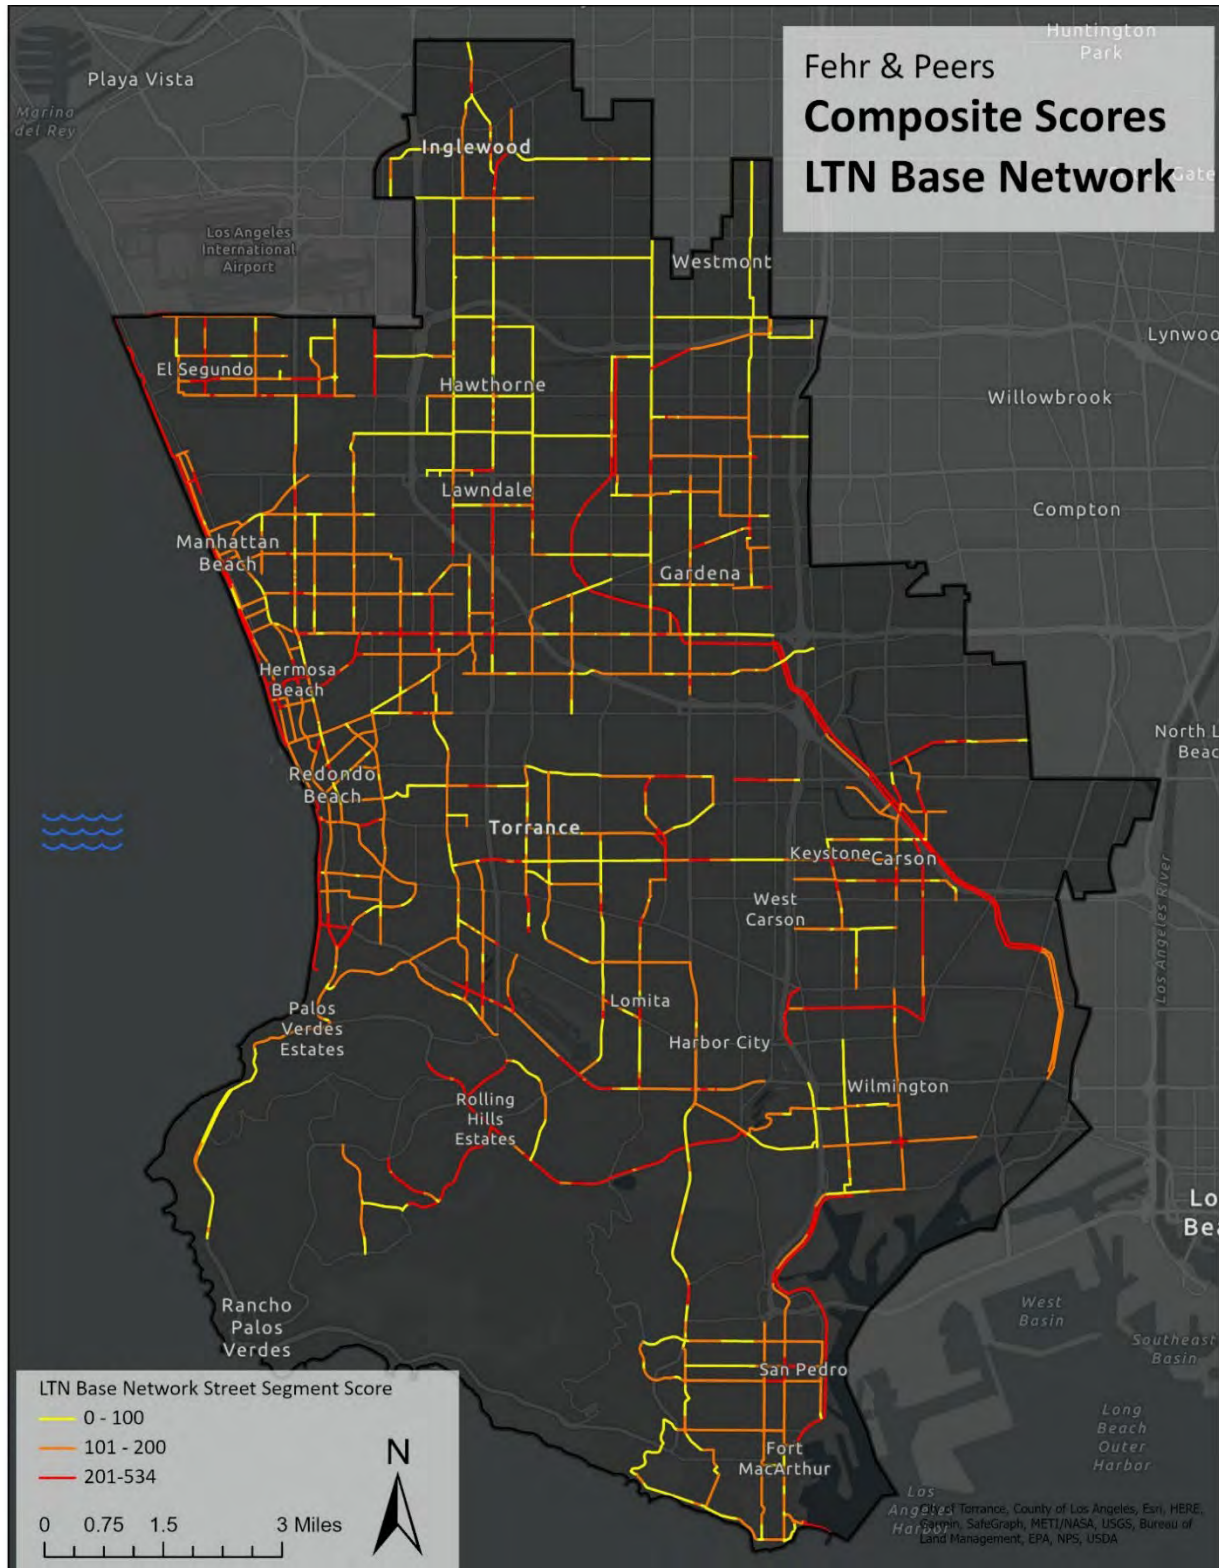 Huntington
Park
Fehr & Peers
Composite Scores
LTN Base Network
Playa Vista
Marina
del Rey
Inglewood
Gate
Los Angeles
International
Airport
Westmont
Lynwoo
El Segundo
Hawthorne
Willowbrook
Lawndale
Compton
Manhattan
Beach
Gardena
Hermosa
Beach
North L
Beac
Redondo
Beach
Torrance
Keystone
Carson
West
Carson
Los Angeles River
Palos
Verdes
Estates
Lomita
Harbor City
Wilmington
Rolling
Hills
Estates
Lo
Bea
Rancho
Palos
Verdes
West
Basin
Southeast
Basin
San Pedro
Long
Beach
Outer
Harbor
Fort
MacArthur
Los
Angeles
Harbor
LTN Base Network Street Segment Score
0 - 100
101 - 200
201-534
N
0 0.75 1.5 3 Miles
City of Torrance, County of Los Angeles, Esri, HERE,
Garmin, SafeGraph, METI/NASA, USGS, Bureau of
Land Management, EPA, NPS, USDA